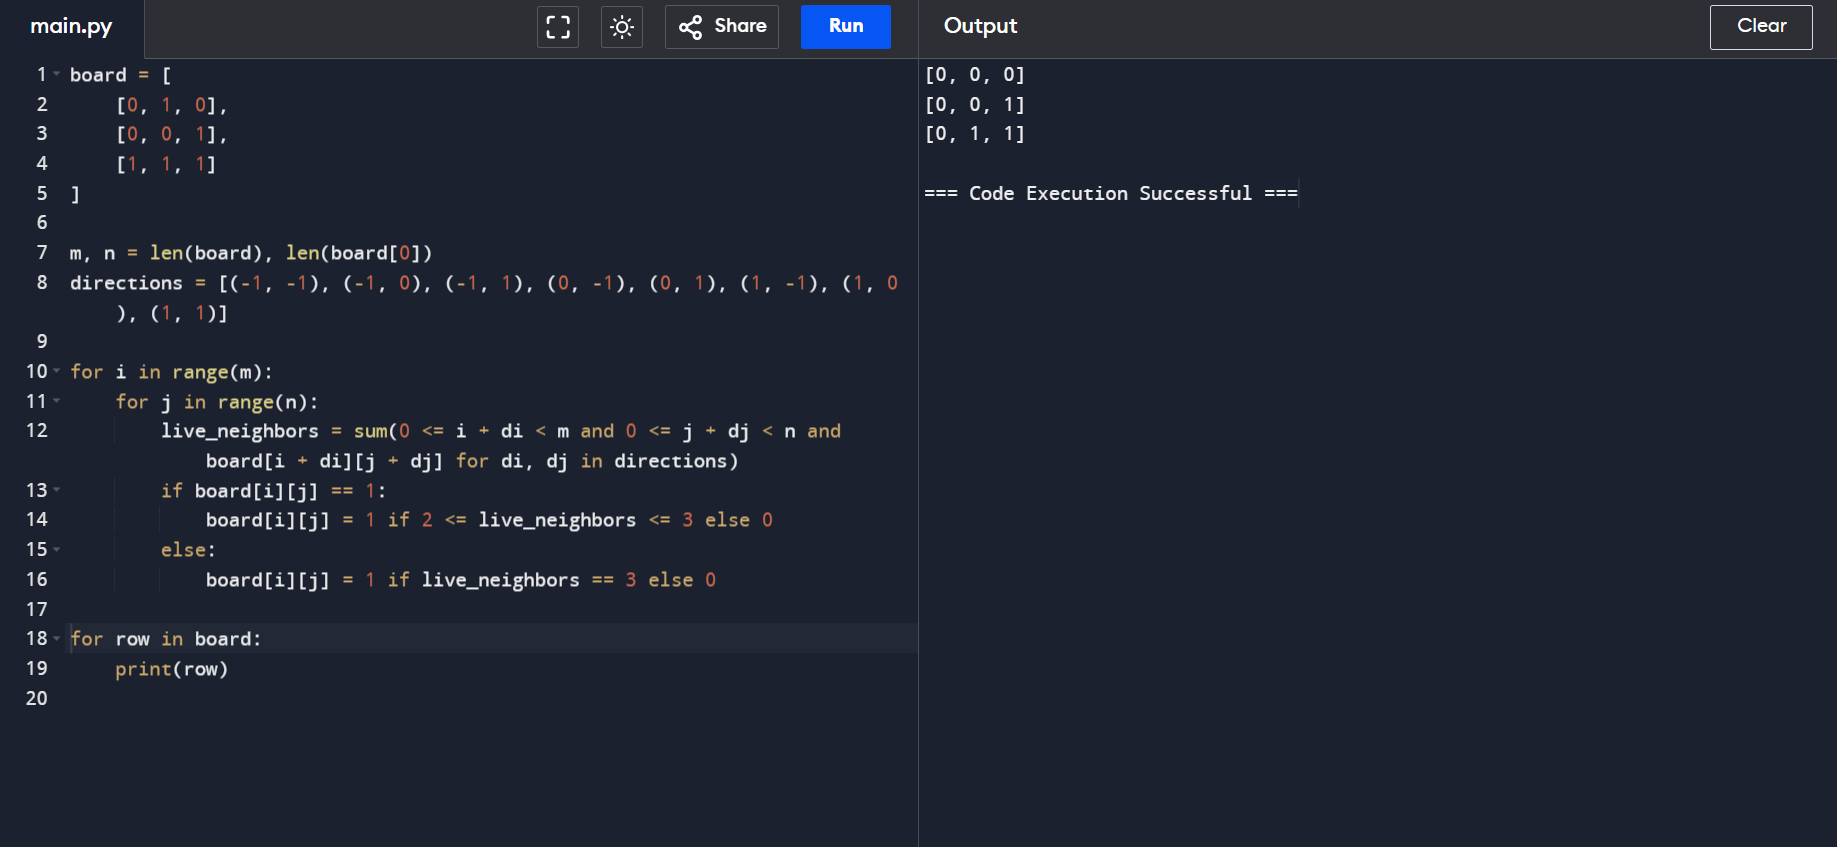 main.py
Share
Run
Output
Clear
1 board = [
2     [0, 1, 0],
3     [0, 0, 1],
4     [1, 1, 1]
5 ]
6
7 m, n = len(board), len(board[0])
8 directions = [(-1, -1), (-1, 0), (-1, 1), (0, -1), (0, 1), (1, -1), (1, 0
    ), (1, 1)]
9
10 for i in range(m):
11     for j in range(n):
12         live_neighbors = sum(0 <= i + di < m and 0 <= j + dj < n and
            board[i + di][j + dj] for di, dj in directions)
13         if board[i][j] == 1:
14             board[i][j] = 1 if 2 <= live_neighbors <= 3 else 0
15         else:
16             board[i][j] = 1 if live_neighbors == 3 else 0
17
18 for row in board:
19     print(row)
20
[0, 0, 0]
[0, 0, 1]
[0, 1, 1]
=== Code Execution Successful ===